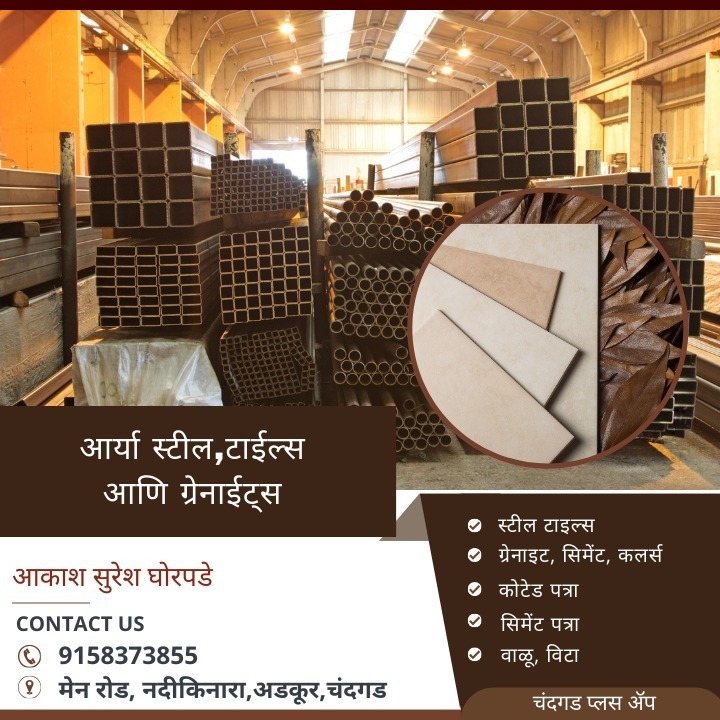 आर्या स्टील,टाईल्स
आणि ग्रेनाईट्स
आकाश सुरेश घोरपडे
CONTACT US
9158373855
मेन रोड, नदीकिनारा,अडकूर,चंदगड
स्टील टाइल्स
ग्रेनाइट, सिमेंट, कलर्स
कोटेड पत्रा
सिमेंट पत्रा
वाळू, विटा
चंदगड प्लस ॲप